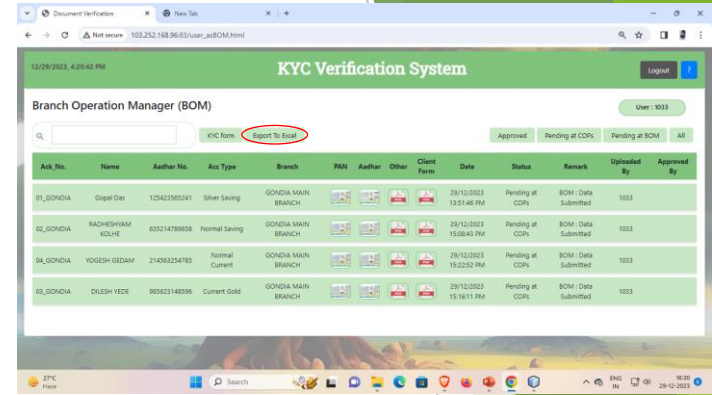 Document Verification
New Tab
Not secure 103.252.168.96:83/user_asBOM.html
12/29/2023, 4:20:42 PM
KYC Verification System
Logout ?
Branch Operation Manager (BOM)
User : 1033
KYC form Export To Excel Approved Pending at COPs Pending at BOM All
Ack_No. Name Aadhar No. Acc Type Branch PAN Aadhar Other Client Form Date Status Remark Uploaded By Approved By
01_GONDIA Gopal Das 125423565241 Silver Saving GONDIA MAIN BRANCH 29/12/2023 13:51:46 PM Pending at COPs BOM : Data Submitted 1033
02_GONDIA RADHESHYAM KOLHE 635214789658 Normal Saving GONDIA MAIN BRANCH 29/12/2023 15:08:43 PM Pending at COPs BOM : Data Submitted 1033
04_GONDIA YOGESH GEDAM 214563254785 Normal Current GONDIA MAIN BRANCH 29/12/2023 15:22:52 PM Pending at COPs BOM : Data Submitted 1033
03_GONDIA DILESH YEDE 985623148596 Current Gold GONDIA MAIN BRANCH 29/12/2023 15:16:11 PM Pending at COPs BOM : Data Submitted 1033
27°C
Haze
Search
ENG
IN
16:20
29-12-2023